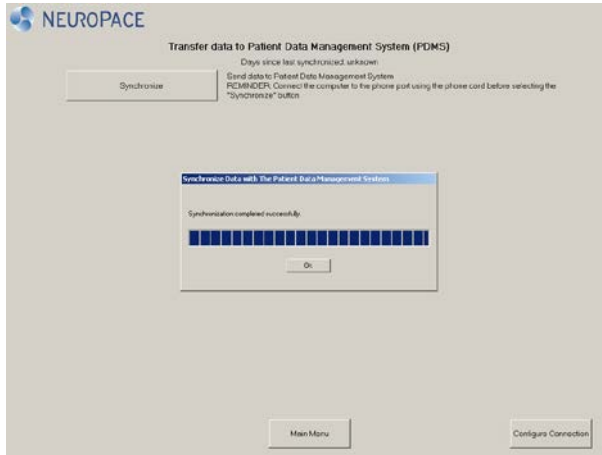 NEUROPACE
Transfer data to Patient Data Management System (PDMS)
Days since last synchronized: unknown
Synchronize
Send data to Patient Data Management System
REMINDER: Connect the computer to the phone port using the phone cord before selecting the
"Synchronize" button
Synchronize Data with The Patient Data Management System
Synchronization completed successfully.
OK
Main Menu
Configure Connection